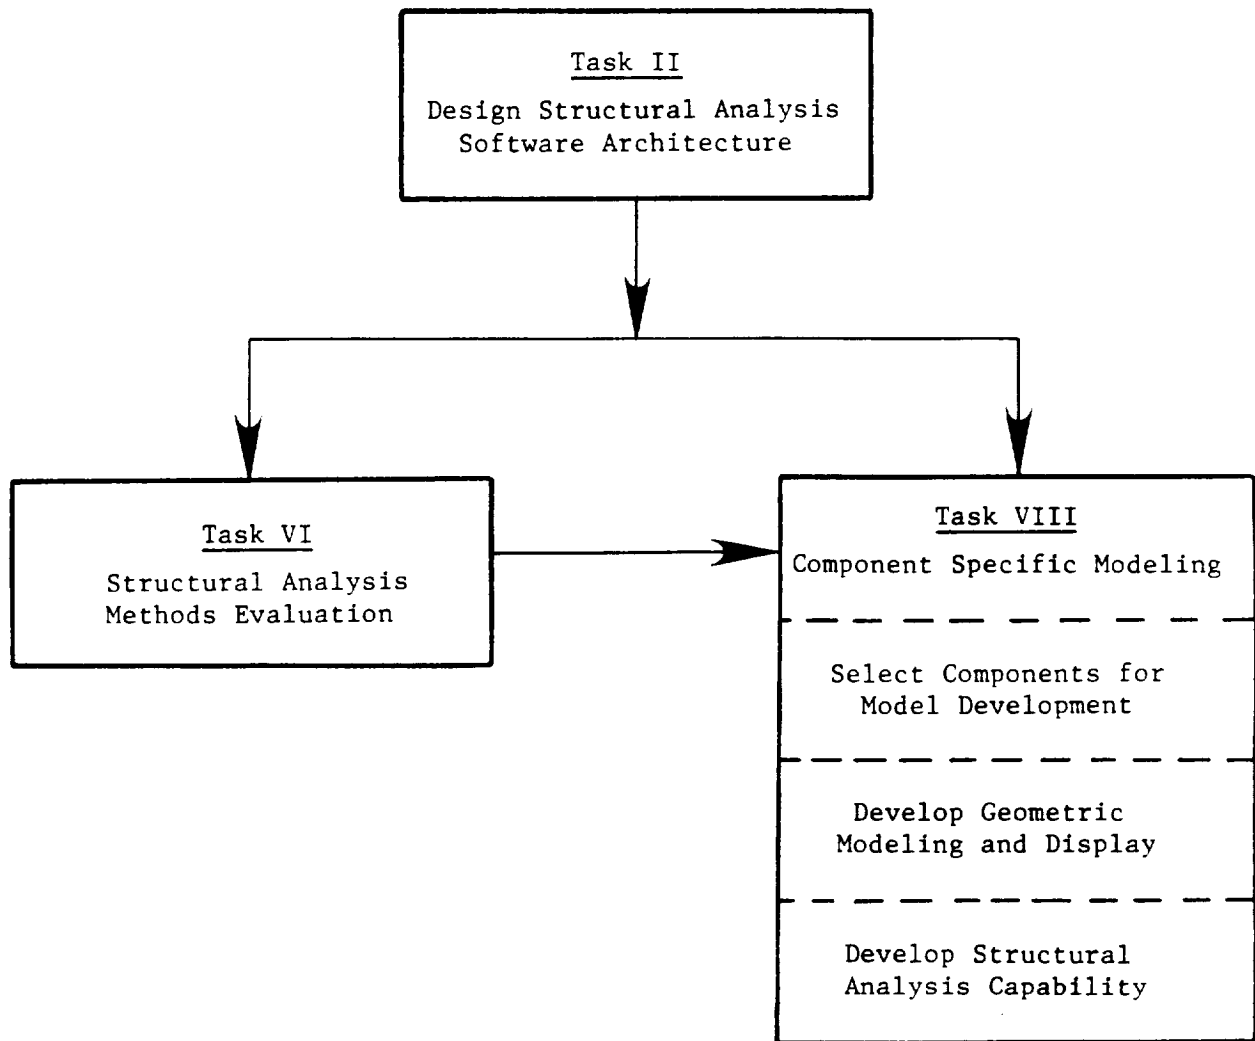 Task II
Design Structural Analysis
Software Architecture
Task VI
Structural Analysis
Methods Evaluation
Task VIII
Component Specific Modeling
Select Components for
Model Development
Develop Geometric
Modeling and Display
Develop Structural
Analysis Capability